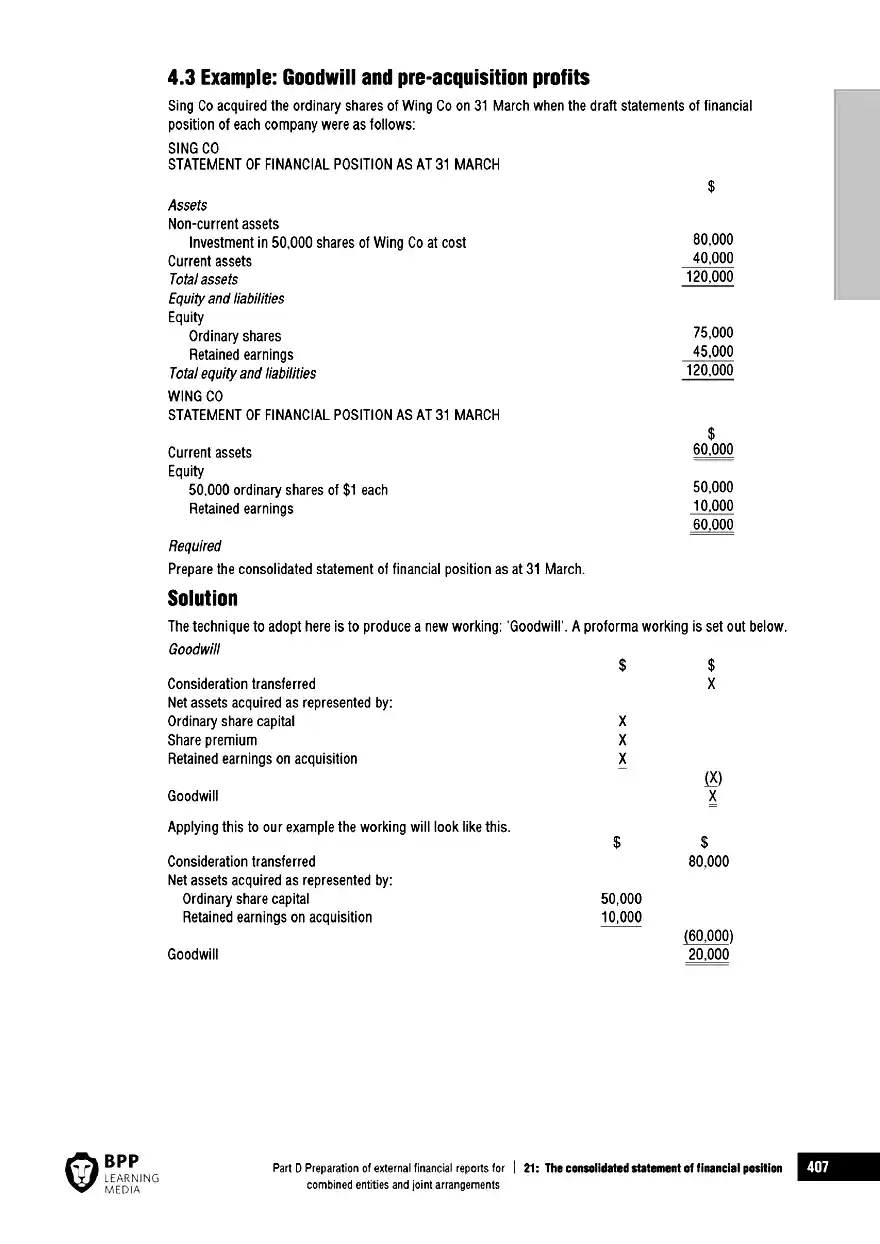 4.3 Example: Goodwill and pre-acquisition profits
Sing Co acquired the ordinary shares of Wing Co on 31 March when the draft statements of financial
position of each company were as follows:
SING CO
STATEMENT OF FINANCIAL POSITION AS AT 31 MARCH
$
Assets
Non-current assets
Investment in 50,000 shares of Wing Co at cost 80,000
Current assets 40,000
Total assets 120,000
Equity and liabilities
Equity
Ordinary shares 75,000
Retained earnings 45,000
Total equity and liabilities 120,000
WING CO
STATEMENT OF FINANCIAL POSITION AS AT 31 MARCH
$
Current assets 60,000
Equity
50,000 ordinary shares of $1 each 50,000
Retained earnings 10,000
60,000
Required
Prepare the consolidated statement of financial position as at 31 March.
Solution
The technique to adopt here is to produce a new working: 'Goodwill'. A proforma working is set out below.
Goodwill
$ $
Consideration transferred X
Net assets acquired as represented by:
Ordinary share capital X
Share premium X
Retained earnings on acquisition X
(X)
Goodwill X
Applying this to our example the working will look like this.
$ $
Consideration transferred 80,000
Net assets acquired as represented by:
Ordinary share capital 50,000
Retained earnings on acquisition 10,000
(60,000)
Goodwill 20,000
BPP
LEARNING
MEDIA
Part D Preparation of external financial reports for | 21: The consolidated statement of financial position 407
combined entities and joint arrangements